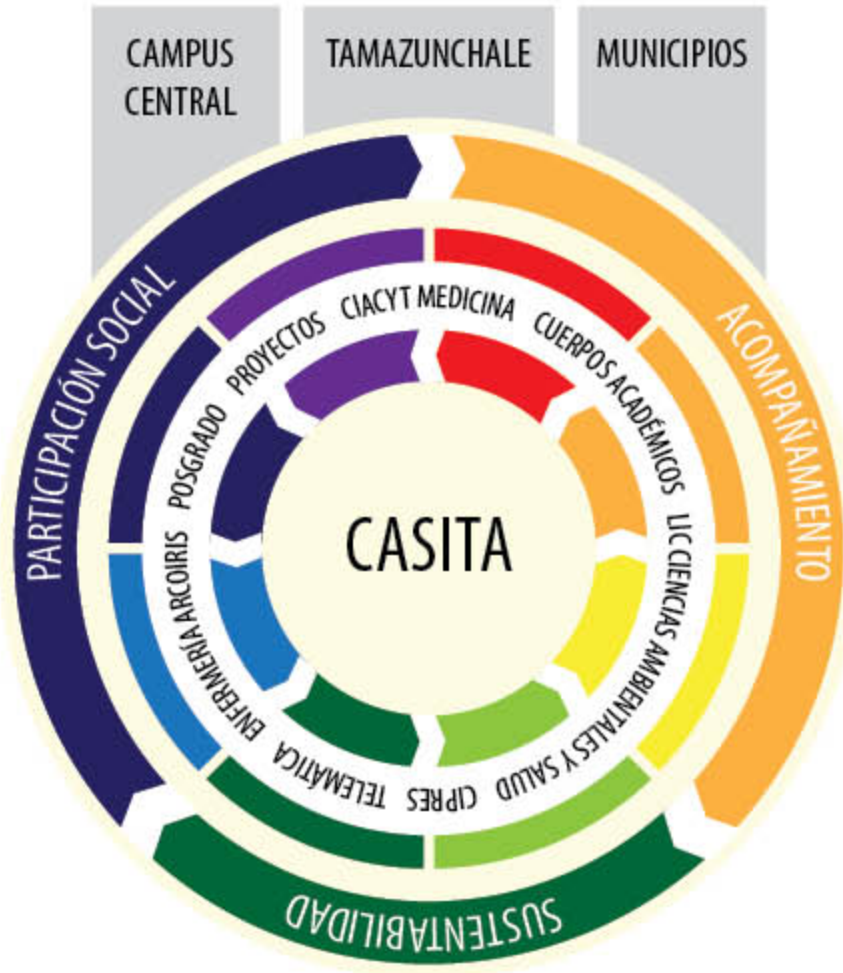 CAMPUS
CENTRAL
TAMAZUNCHALE
MUNICIPIOS
PARTICIPACIÓN SOCIAL
ACOMPAÑAMIENTO
SUSTENTABILIDAD
CIACYT
MEDICINA
CUERPOS ACADÉMICOS
LIC CIENCIAS AMBIENTALES Y SALUD
CIPRES
TELEMÁTICA
ENFERMERÍA ARCOIRIS
POSGRADO
PROYECTOS
CASITA